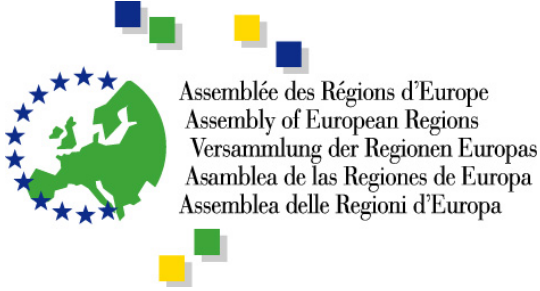 Assemblée des Régions d'Europe
Assembly of European Regions
Versammlung der Regionen Europas
Asamblea de las Regiones de Europa
Assemblea delle Regioni d'Europa